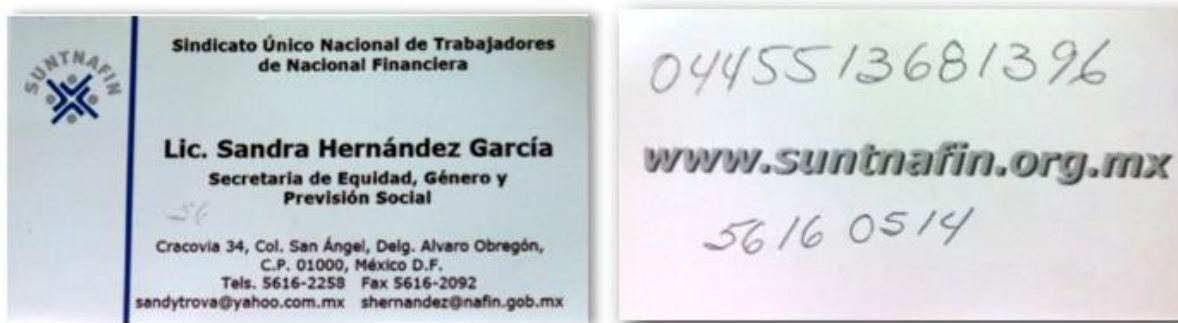 SUNTNAFIN
Sindicato Único Nacional de Trabajadores
de Nacional Financiera
Lic. Sandra Hernández García
Secretaria de Equidad, Género y
Previsión Social
56
Cracovia 34, Col. San Ángel, Delg. Alvaro Obregón,
C.P. 01000, México D.F.
Tels. 5616-2258 Fax 5616-2092
sandytrova@yahoo.com.mx shernandez@nafin.gob.mx
0445513681396
www.suntnafin.org.mx
5616 0514